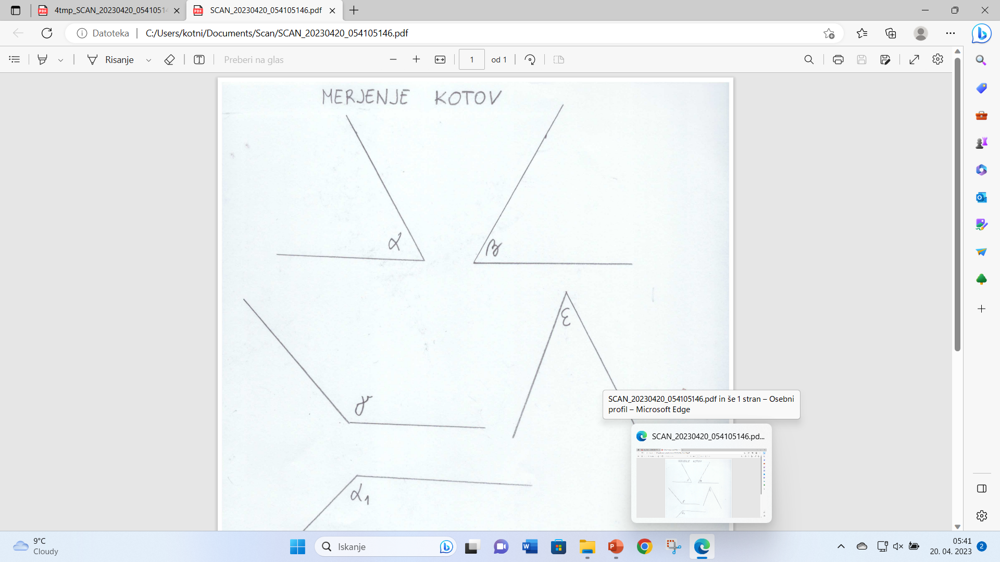 4tmp_SCAN_20230420_0541051
SCAN_20230420_054105146.pdf
Datoteka
C:/Users/kotni/Documents/Scan/SCAN_20230420_054105146.pdf
Risanje
Preberi na glas
1
od 1
MERJENJE KOTOV
α
β
γ
ε
α1
SCAN_20230420_054105146.pdf in še 1 stran – Osebni
profil – Microsoft Edge
SCAN_20230420_054105146.pd...
9°C
Cloudy
Iskanje
05:41
20. 04. 2023
2